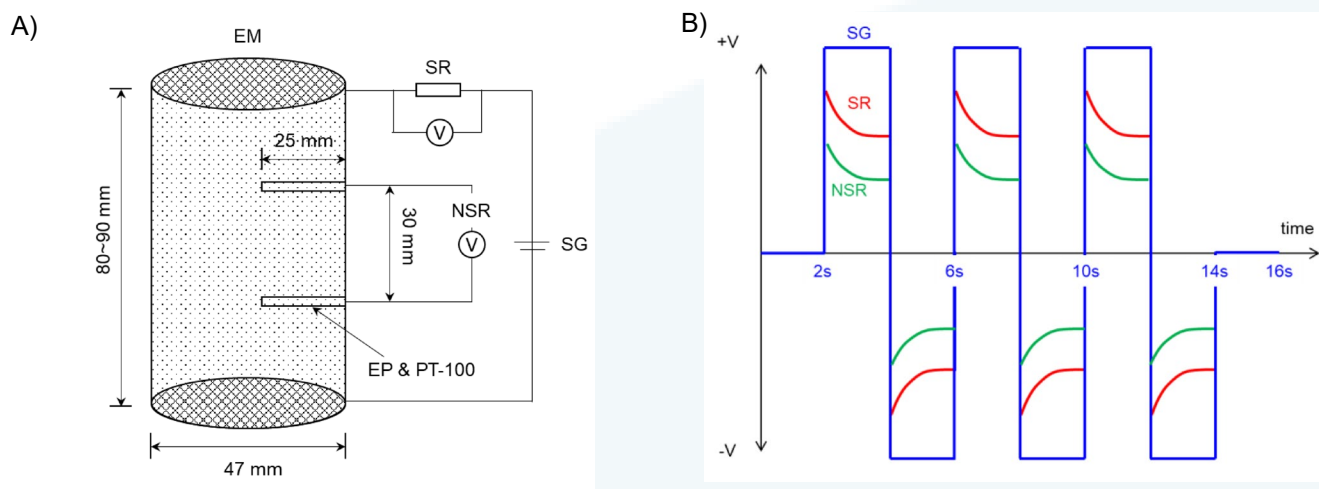 A)
EM
SR
V
25 mm
80~90 mm
30 mm
NSR
V
SG
EP & PT-100
47 mm
B)
+V
SG
SR
NSR
time
2s
6s
10s
14s
16s
-V